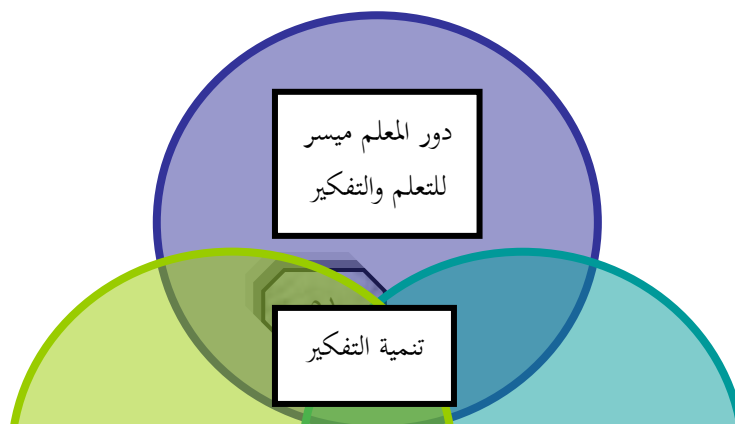 دور المعلم ميسر
للتعلم والتفكير
تنمية التفكير